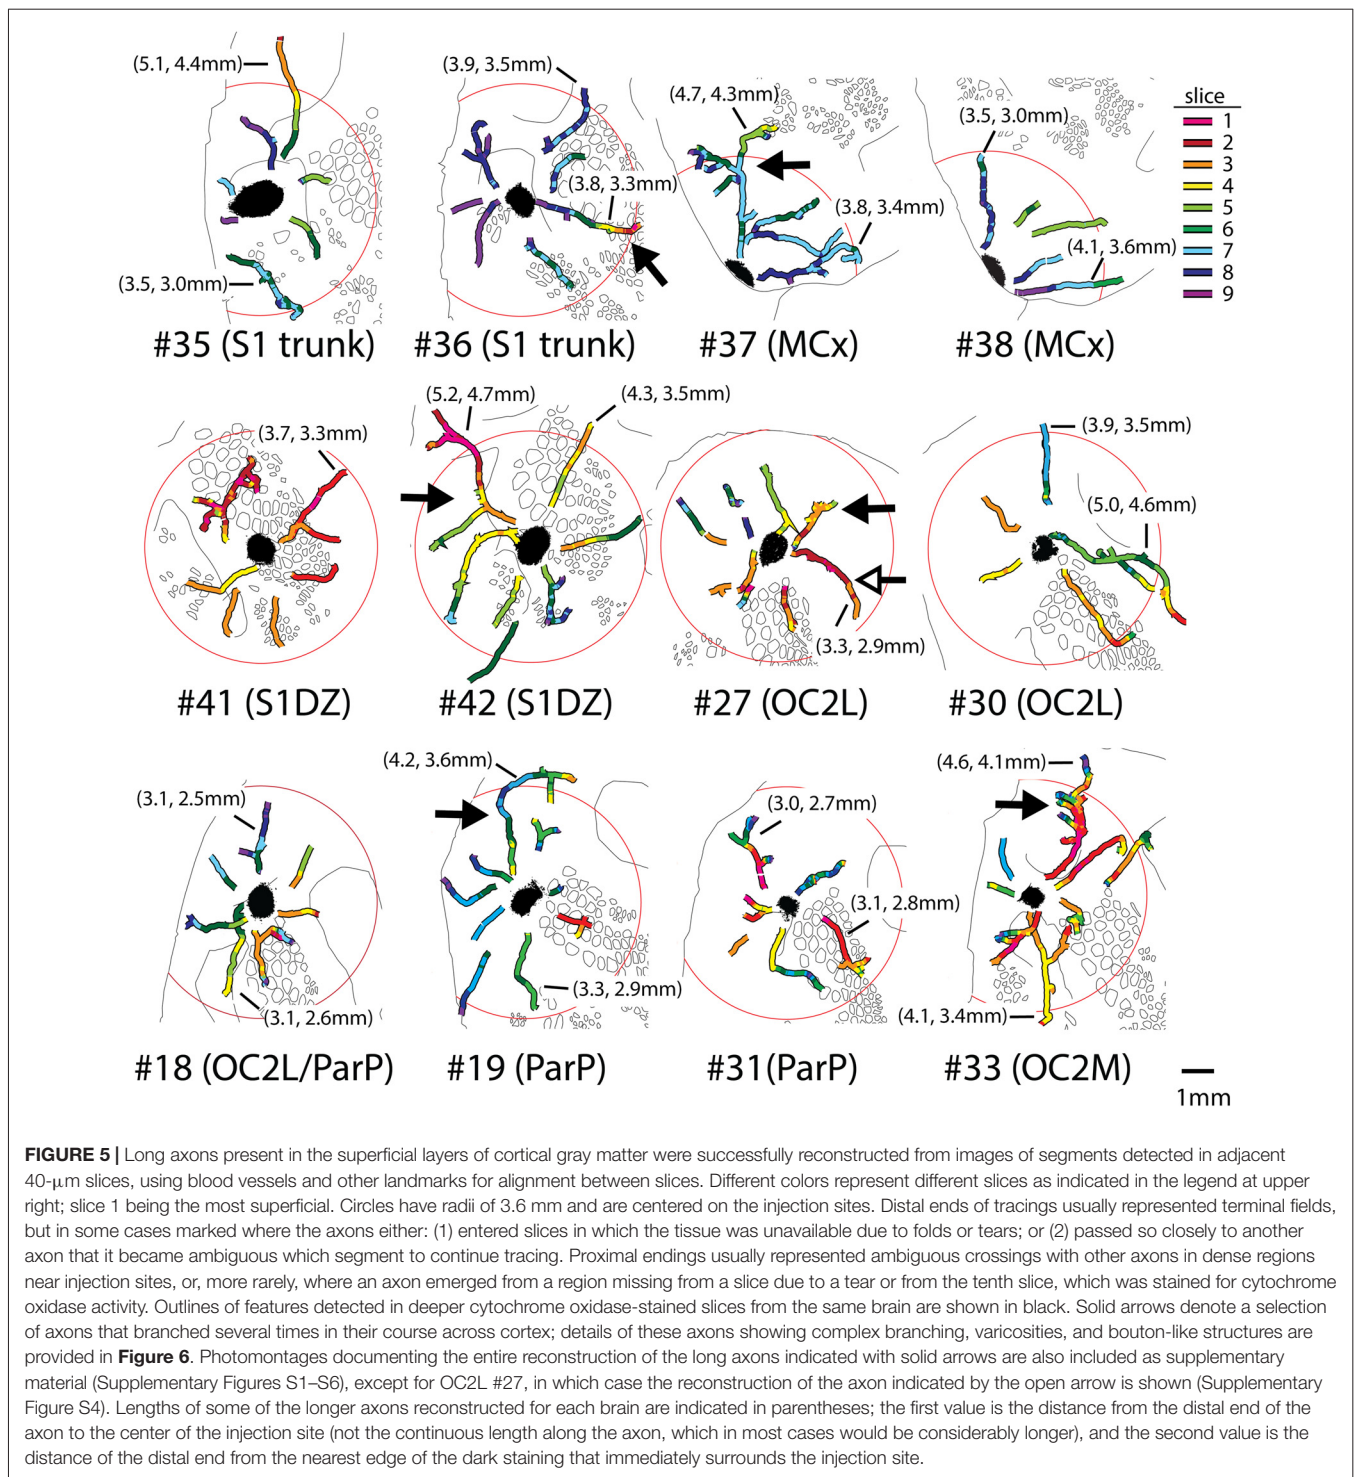 (5.1, 4.4mm)
(3.5, 3.0mm)
#35 (S1 trunk)
(3.9, 3.5mm)
(3.8, 3.3mm)
#36 (S1 trunk)
(4.7, 4.3mm)
(3.8, 3.4mm)
#37 (MCx)
(3.5, 3.0mm)
(4.1, 3.6mm)
#38 (MCx)
slice
1
2
3
4
5
6
7
8
9
(3.7, 3.3mm)
#41 (S1DZ)
(5.2, 4.7mm)
(4.3, 3.5mm)
#42 (S1DZ)
(3.3, 2.9mm)
#27 (OC2L)
(3.9, 3.5mm)
(5.0, 4.6mm)
#30 (OC2L)
(3.1, 2.5mm)
(3.1, 2.6mm)
#18 (OC2L/ParP)
(4.2, 3.6mm)
(3.3, 2.9mm)
#19 (ParP)
(3.0, 2.7mm)
(3.1, 2.8mm)
#31(ParP)
(4.6, 4.1mm)
(4.1, 3.4mm)
#33 (OC2M)
1mm
FIGURE 5 | Long axons present in the superficial layers of cortical gray matter were successfully reconstructed from images of segments detected in adjacent
40-μm slices, using blood vessels and other landmarks for alignment between slices. Different colors represent different slices as indicated in the legend at upper
right; slice 1 being the most superficial. Circles have radii of 3.6 mm and are centered on the injection sites. Distal ends of tracings usually represented terminal fields,
but in some cases marked where the axons either: (1) entered slices in which the tissue was unavailable due to folds or tears; or (2) passed so closely to another
axon that it became ambiguous which segment to continue tracing. Proximal endings usually represented ambiguous crossings with other axons in dense regions
near injection sites, or, more rarely, where an axon emerged from a region missing from a slice due to a tear or from the tenth slice, which was stained for cytochrome
oxidase activity. Outlines of features detected in deeper cytochrome oxidase-stained slices from the same brain are shown in black. Solid arrows denote a selection
of axons that branched several times in their course across cortex; details of these axons showing complex branching, varicosities, and bouton-like structures are
provided in Figure 6. Photomontages documenting the entire reconstruction of the long axons indicated with solid arrows are also included as supplementary
material (Supplementary Figures S1–S6), except for OC2L #27, in which case the reconstruction of the axon indicated by the open arrow is shown (Supplementary
Figure S4). Lengths of some of the longer axons reconstructed for each brain are indicated in parentheses; the first value is the distance from the distal end of the
axon to the center of the injection site (not the continuous length along the axon, which in most cases would be considerably longer), and the second value is the
distance of the distal end from the nearest edge of the dark staining that immediately surrounds the injection site.